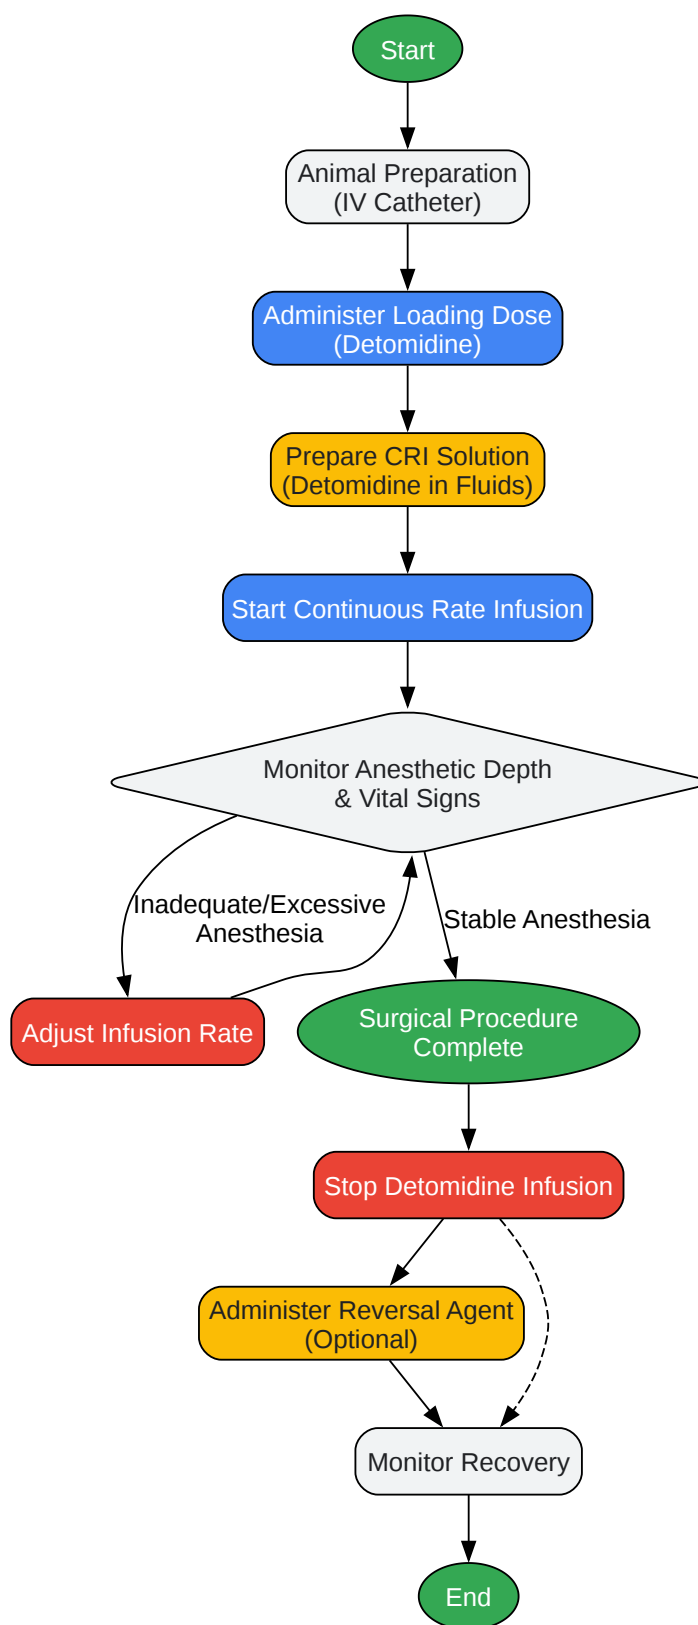 Start
Animal Preparation
(IV Catheter)
Administer Loading Dose
(Detomidine)
Prepare CRI Solution
(Detomidine in Fluids)
Start Continuous Rate Infusion
Monitor Anesthetic Depth
& Vital Signs
Inadequate/Excessive
Anesthesia
Stable Anesthesia
Adjust Infusion Rate
Surgical Procedure
Complete
Stop Detomidine Infusion
Administer Reversal Agent
(Optional)
Monitor Recovery
End